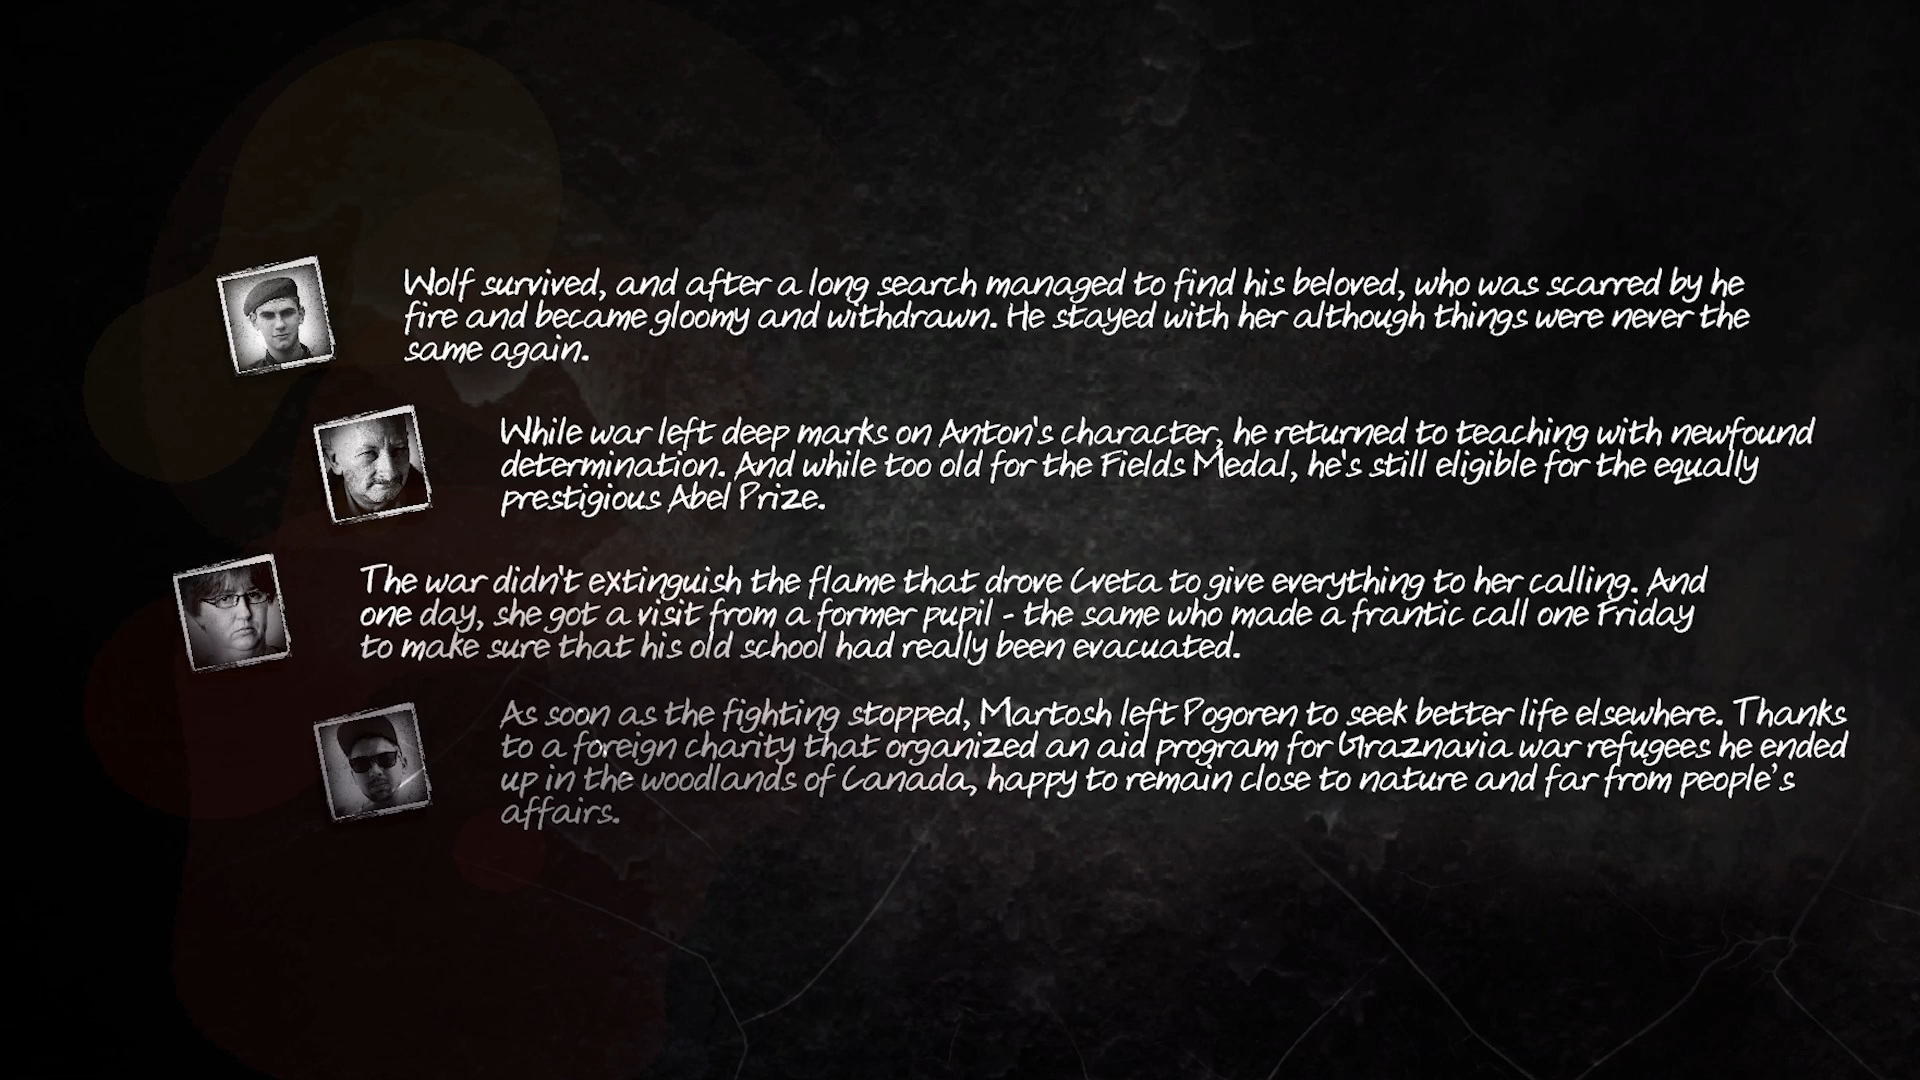 Wolf survived, and after a long search managed to find his beloved, who was scarred by he
fire and became gloomy and withdrawn. He stayed with her although things were never the
same again.
While war left deep marks on Anton's character, he returned to teaching with newfound
determination. And while too old for the Fields Medal, he's still eligible for the equally
prestigious Abel Prize.
The war didn't extinguish the flame that drove Cveta to give everything to her calling. And
one day, she got a visit from a former pupil - the same who made a frantic call one Friday
to make sure that his old school had really been evacuated.
As soon as the fighting stopped, Martosh left Pogoren to seek better life elsewhere. Thanks
to a foreign charity that organized an aid program for Graznavia war refugees he ended
up in the woodlands of Canada, happy to remain close to nature and far from people's
affairs.